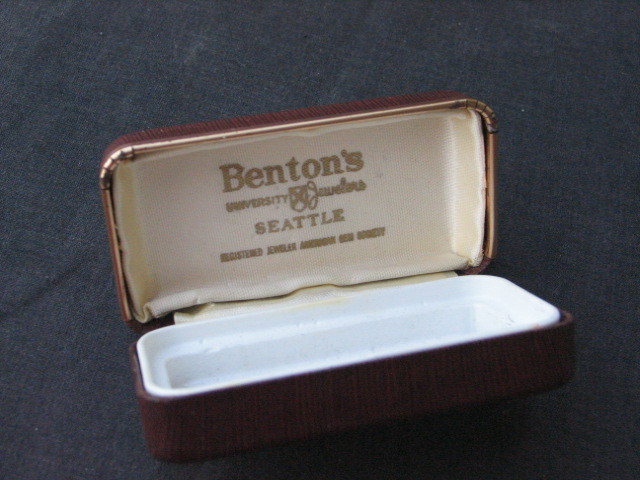 Benton's
UNIVERSITY Jewelers
SEATTLE
REGISTERED JEWELER AMERICAN GEM SOCIETY